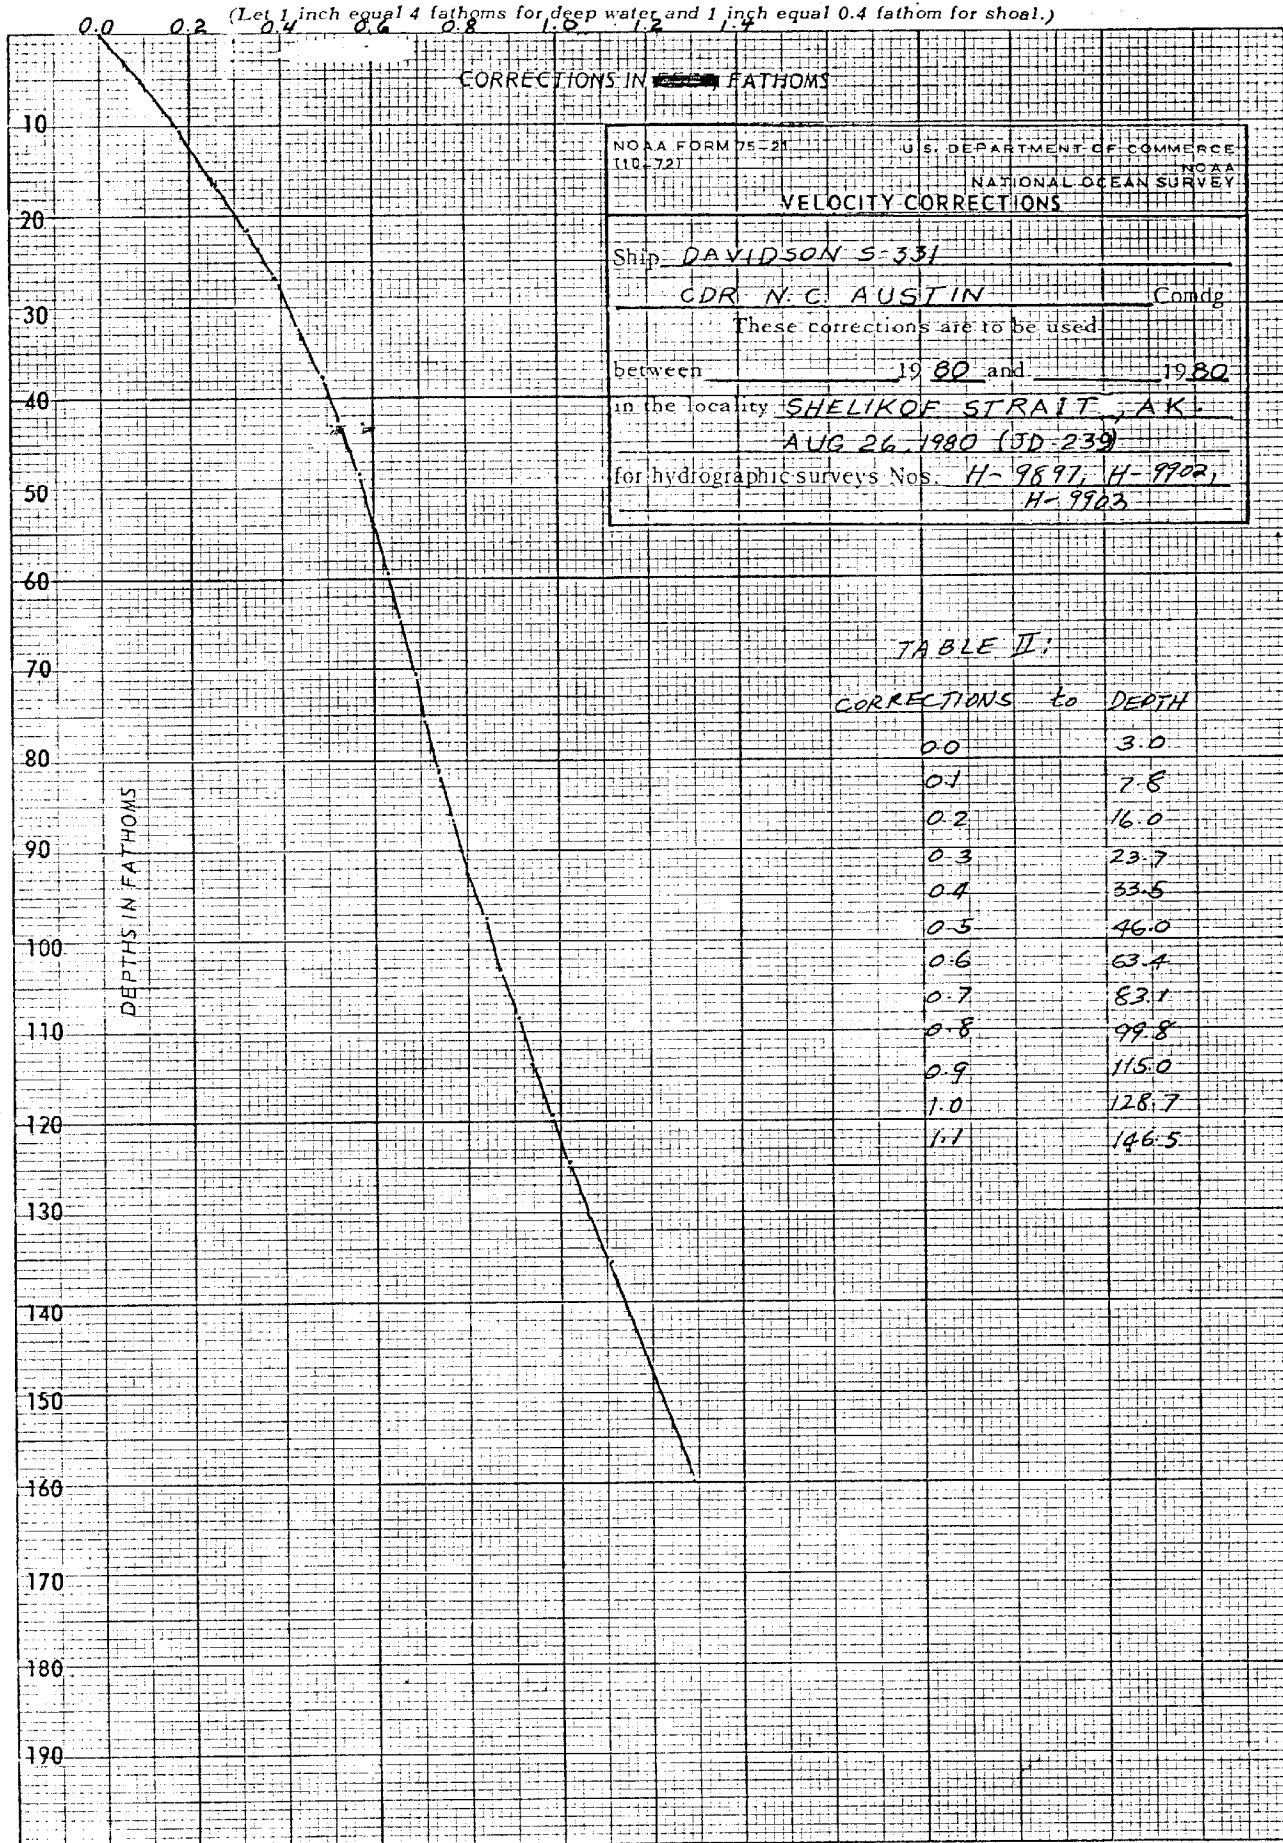 (Let 1 inch equal 4 fathoms for deep water and 1 inch equal 0.4 fathom for shoal.)
0.0 0.2 0.4 0.6 0.8 1.0 1.2 1.4
CORRECTIONS IN FATHOMS
NOAA FORM 75-21
(10-72)
U.S. DEPARTMENT OF COMMERCE
NOAA
NATIONAL OCEAN SURVEY
VELOCITY CORRECTIONS
Ship DAVIDSON S-331
CDR N.C. AUSTIN Comdg
These corrections are to be used
between 19 80 and 19 80
in the locality SHELIKOF STRAIT, AK.
AUG 26, 1980 (JD-239)
for hydrographic surveys Nos. H-9897, H-9902,
H-9903
10
20
30
40
50
60
70
80
90
100
110
120
130
140
150
160
170
180
190
DEPTHS IN FATHOMS
TABLE II:
CORRECTIONS to DEPTH
0.0 3.0
0.1 7.8
0.2 16.0
0.3 23.7
0.4 33.5
0.5 46.0
0.6 63.4
0.7 83.1
0.8 99.8
0.9 115.0
1.0 128.7
1.1 146.5